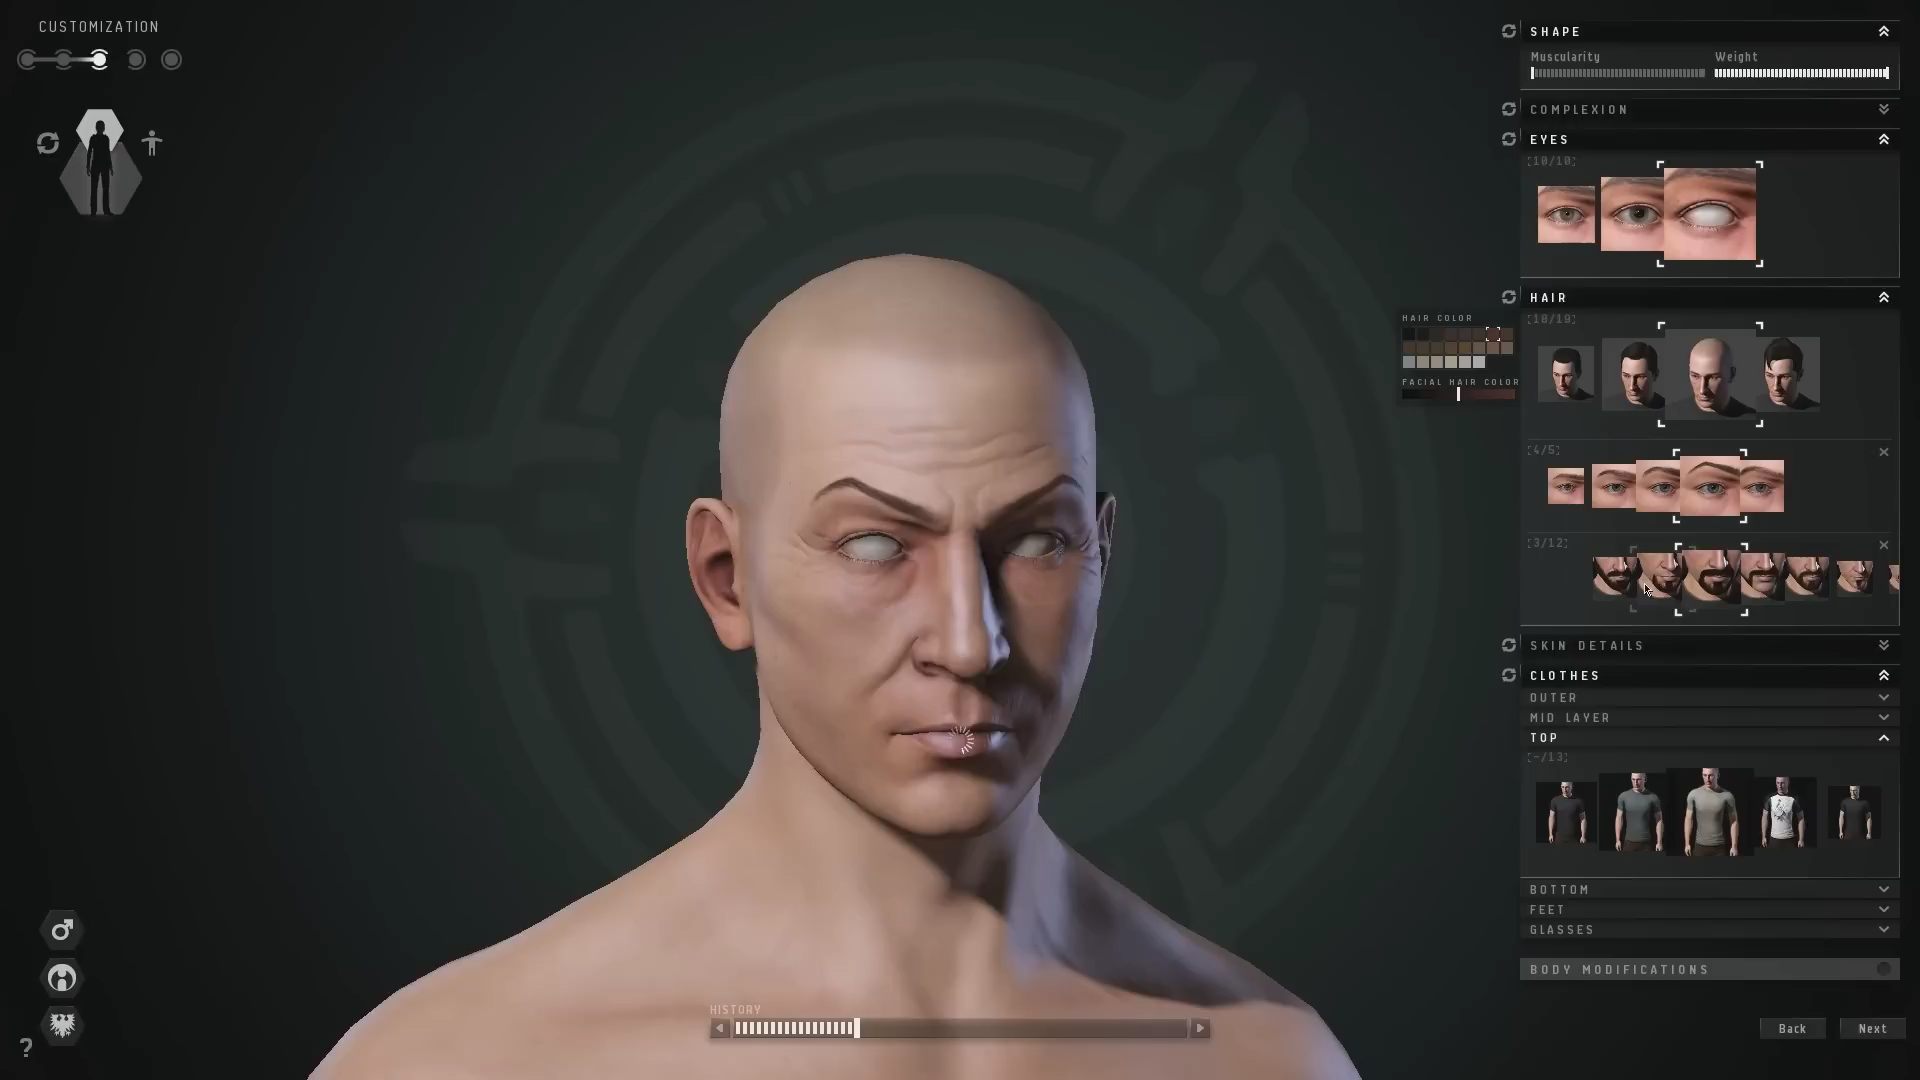 CUSTOMIZATION
SHAPE
Muscularity
Weight
COMPLEXION
EYES
[10/10]
HAIR
[10/10]
HAIR COLOR
FACIAL HAIR COLOR
[4/5]
[3/12]
SKIN DETAILS
CLOTHES
OUTER
MID LAYER
TOP
[-/13]
BOTTOM
FEET
GLASSES
BODY MODIFICATIONS
HISTORY
?
Back
Next